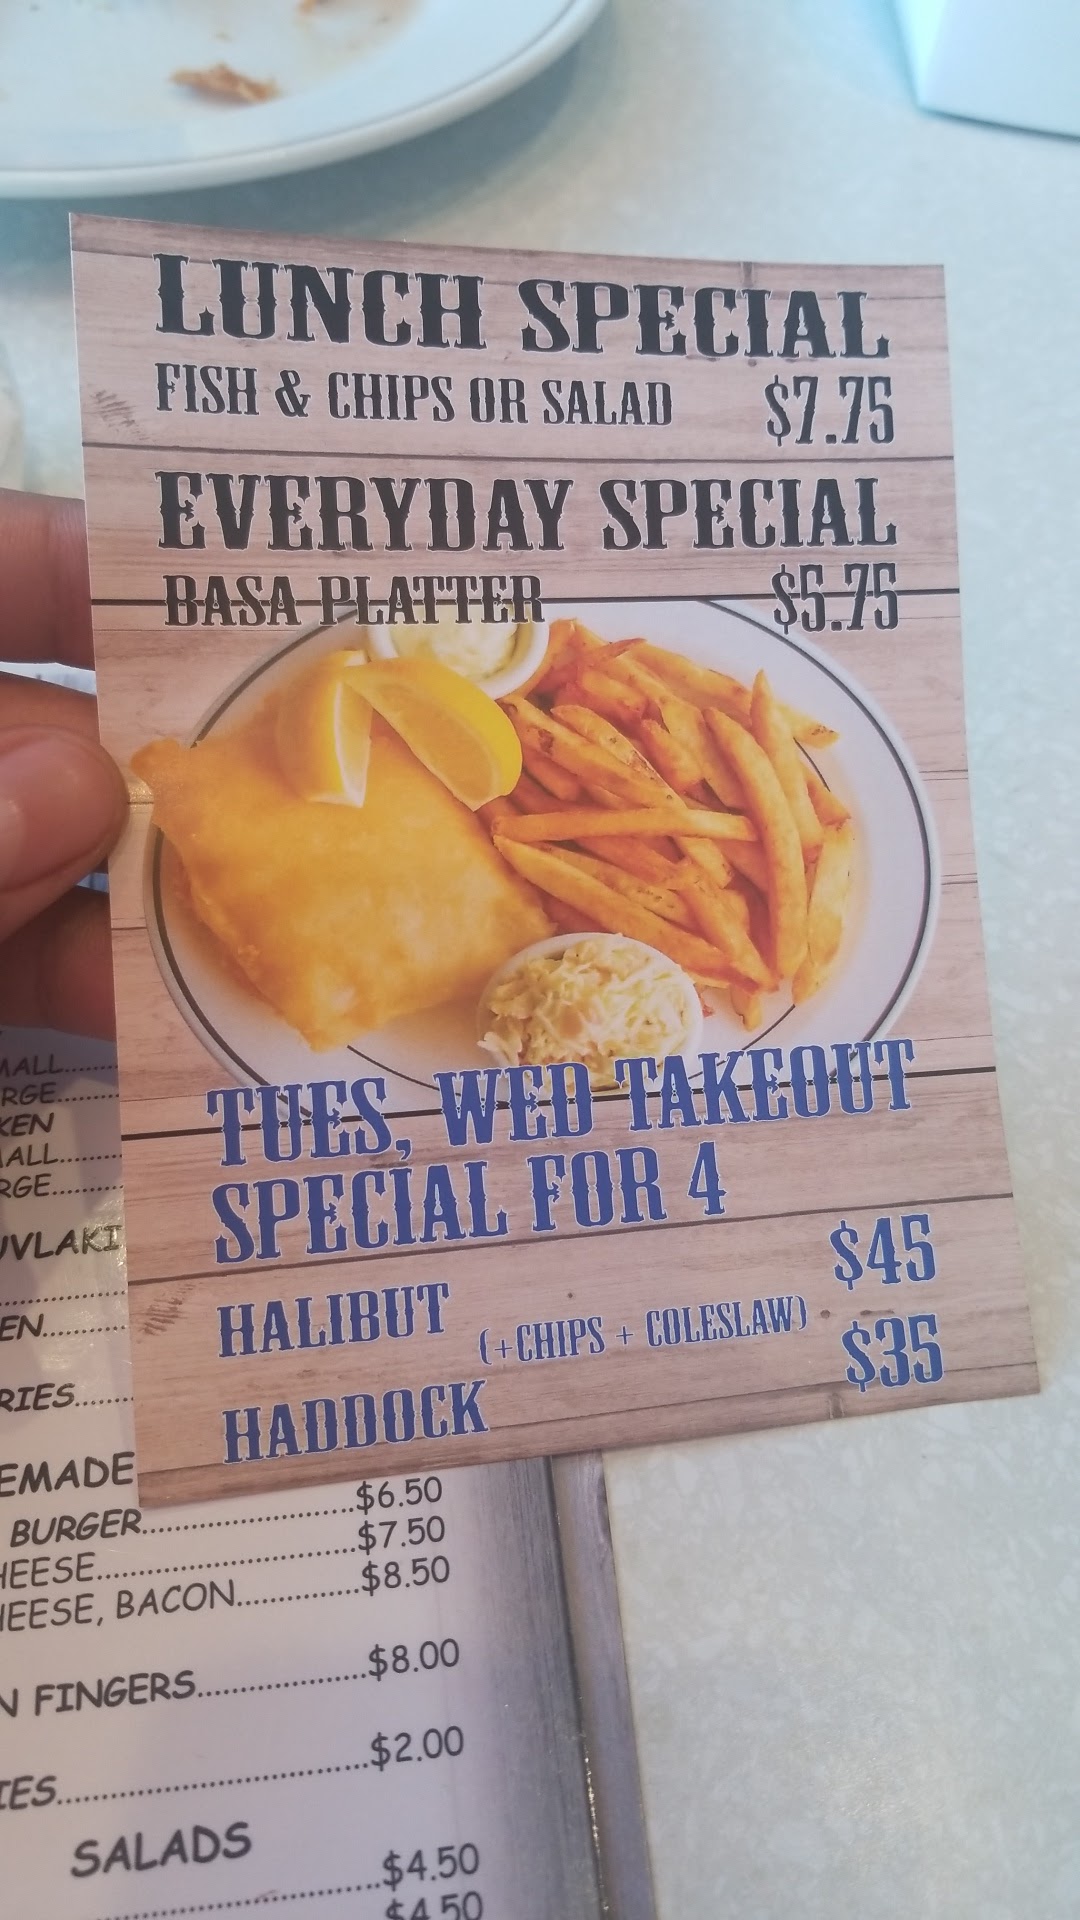 LUNCH SPECIAL
FISH & CHIPS OR SALAD $7.75
EVERYDAY SPECIAL
BASA PLATTER $5.75
TUES, WED TAKEOUT
SPECIAL FOR 4
HALIBUT $45
(+CHIPS + COLESLAW)
HADDOCK $35
MALL........
RGE........
KEN
ALL........
RGE........
UVLAKI
........
EN........
RIES........
EMADE
BURGER........$6.50
HEESE........$7.50
HEESE, BACON........$8.50
N FINGERS........$8.00
IES........$2.00
SALADS
........$4.50
$4.50